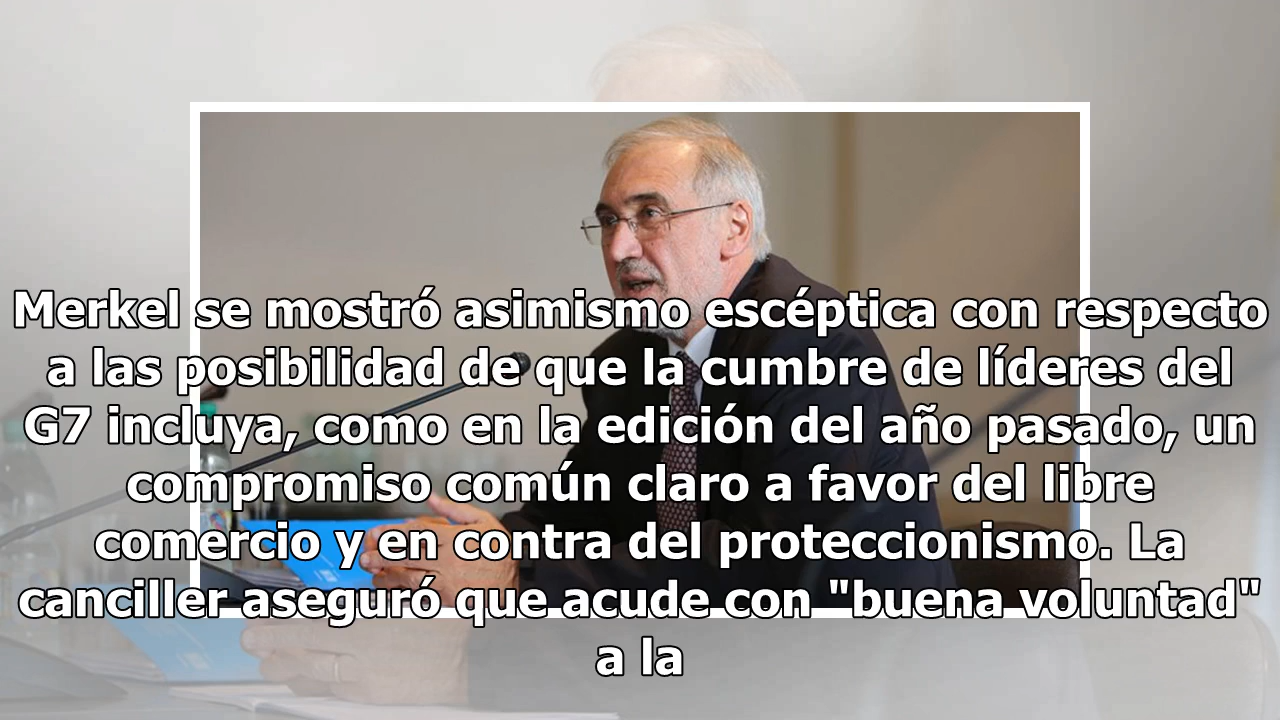 Merkel se mostró asimismo escéptica con respecto
a las posibilidad de que la cumbre de líderes del
G7 incluya, como en la edición del año pasado, un
compromiso común claro a favor del libre
comercio y en contra del proteccionismo. La
canciller aseguró que acude con "buena voluntad"
a la